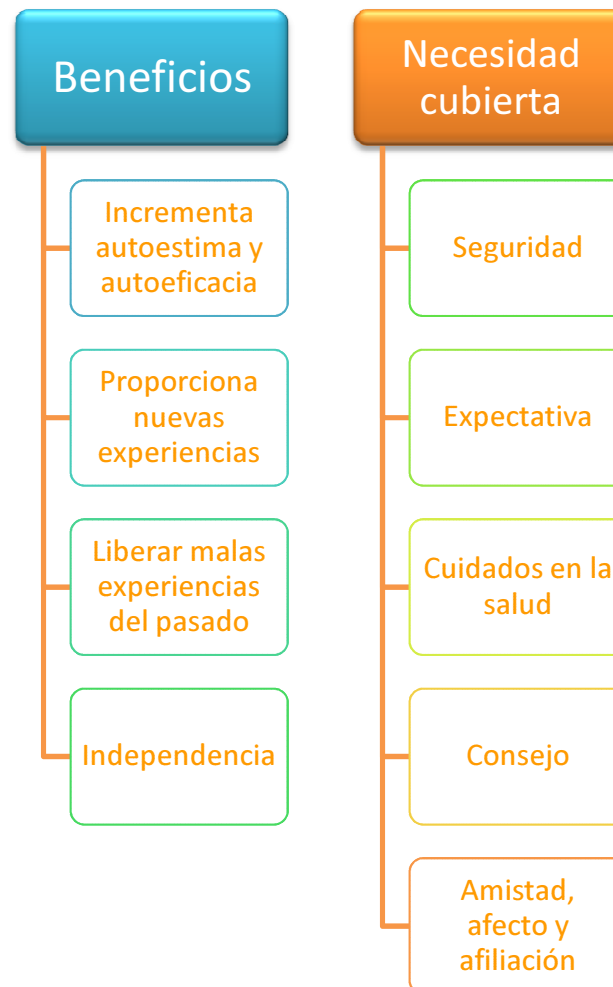 Beneficios
Incrementa
autoestima y
autoeficacia
Proporciona
nuevas
experiencias
Liberar malas
experiencias
del pasado
Independencia
Necesidad
cubierta
Seguridad
Expectativa
Cuidados en la
salud
Consejo
Amistad,
afecto y
afiliación